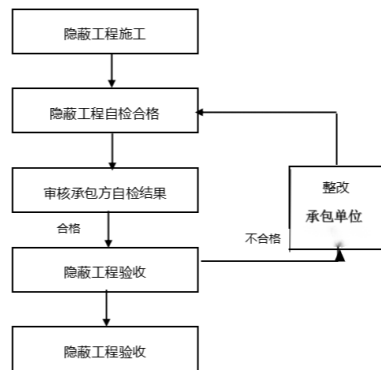 隐蔽工程施工
隐蔽工程自检合格
审核承包方自检结果
合格
隐蔽工程验收
不合格
整改
承包单位
隐蔽工程验收